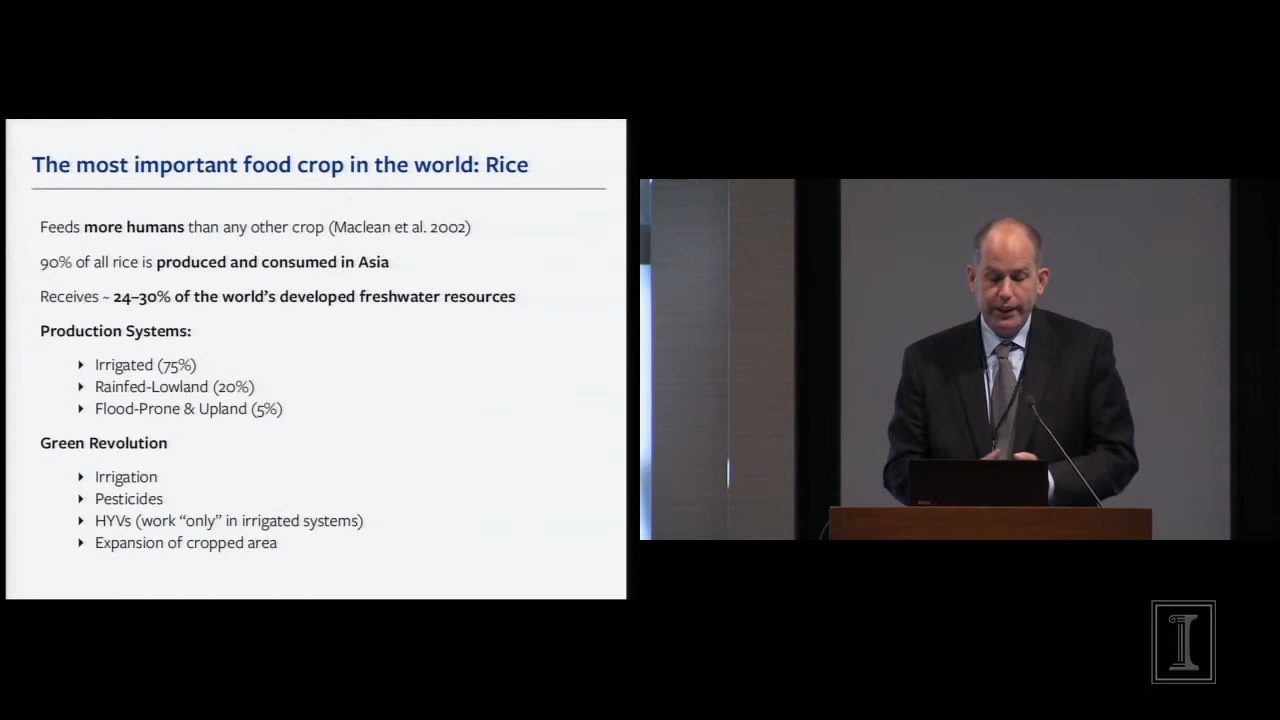 The most important food crop in the world: Rice
Feeds more humans than any other crop (Maclean et al. 2002)
90% of all rice is produced and consumed in Asia
Receives ~ 24–30% of the world's developed freshwater resources
Production Systems:
Irrigated (75%)
Rainfed-Lowland (20%)
Flood-Prone & Upland (5%)
Green Revolution
Irrigation
Pesticides
HYVs (work “only” in irrigated systems)
Expansion of cropped area
I